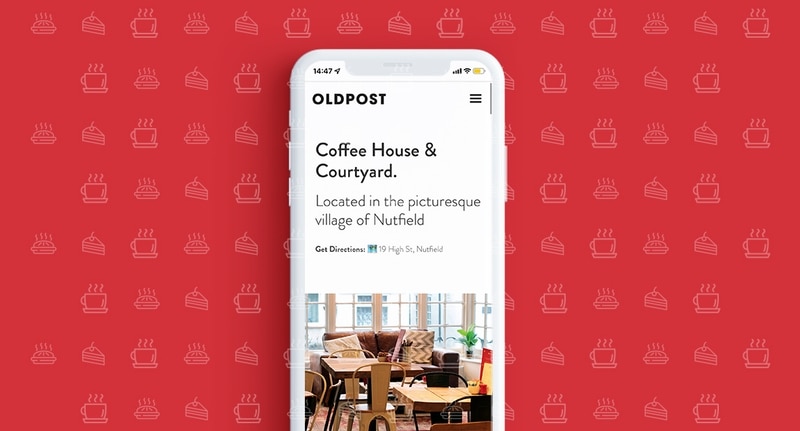 14:47
OLDPOST
Coffee House &
Courtyard.
Located in the picturesque
village of Nutfield
Get Directions: 19 High St, Nutfield